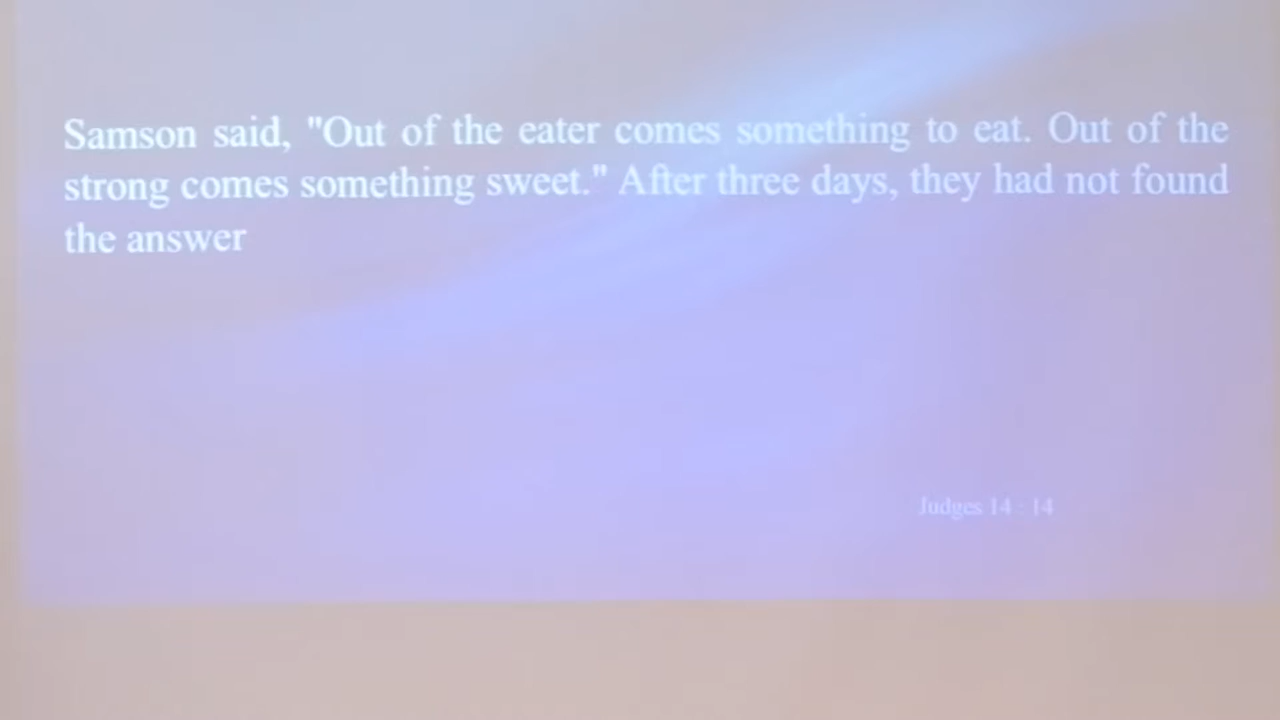 Samson said, "Out of the eater comes something to eat. Out of the
strong comes something sweet." After three days, they had not found
the answer
Judges 14 : 14